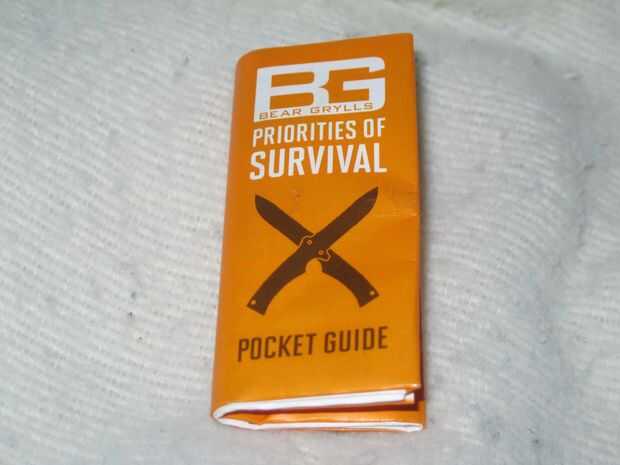 BG
BEAR GRYLLS
PRIORITIES OF
SURVIVAL
POCKET GUIDE